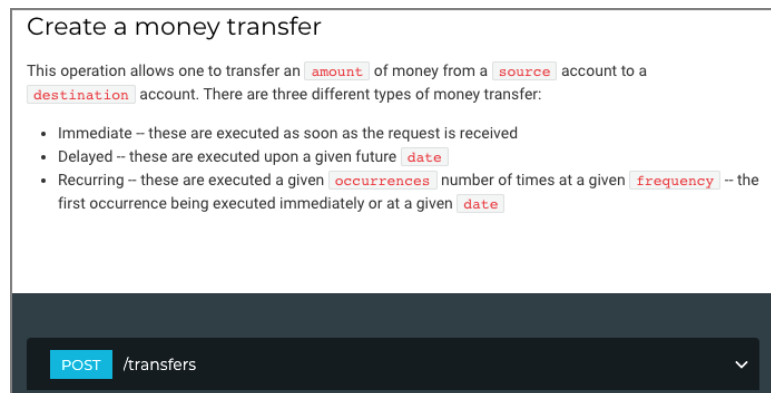 Create a money transfer
This operation allows one to transfer an amount of money from a source account to a
destination account. There are three different types of money transfer:
• Immediate -- these are executed as soon as the request is received
• Delayed -- these are executed upon a given future date
• Recurring -- these are executed a given occurrences number of times at a given frequency -- the
first occurrence being executed immediately or at a given date
POST /transfers